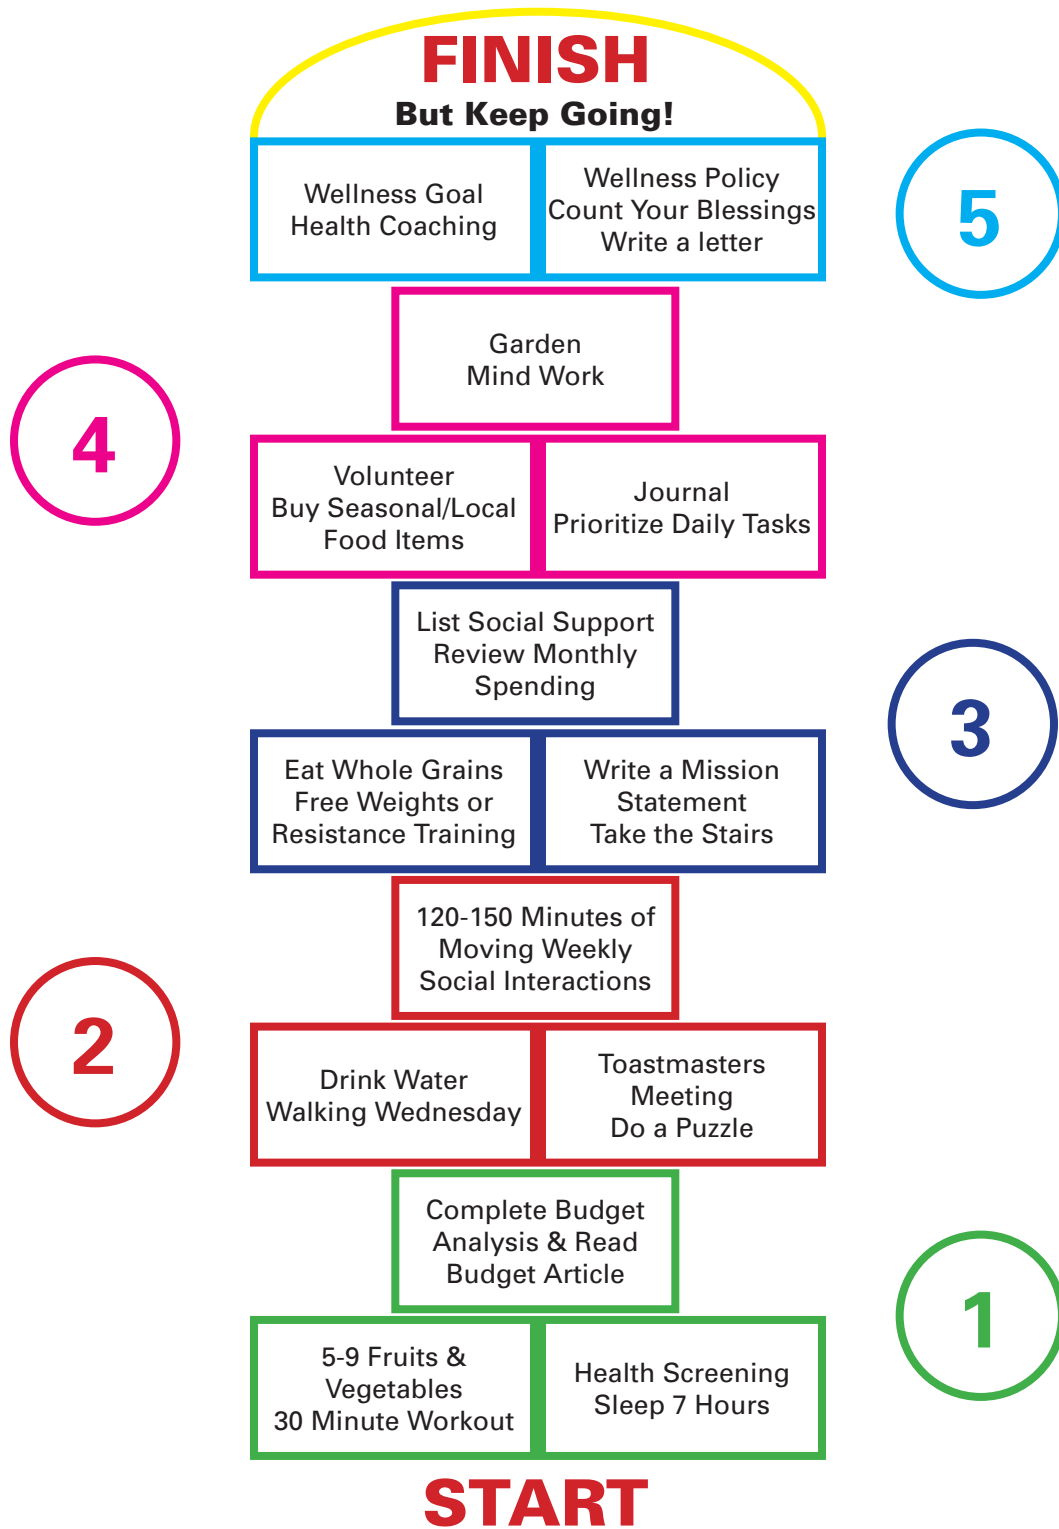 FINISH
But Keep Going!
Wellness Goal
Health Coaching
Wellness Policy
Count Your Blessings
Write a letter
5
Garden
Mind Work
4
Volunteer
Buy Seasonal/Local
Food Items
Journal
Prioritize Daily Tasks
List Social Support
Review Monthly
Spending
3
Eat Whole Grains
Free Weights or
Resistance Training
Write a Mission
Statement
Take the Stairs
120-150 Minutes of
Moving Weekly
Social Interactions
2
Drink Water
Walking Wednesday
Toastmasters
Meeting
Do a Puzzle
Complete Budget
Analysis & Read
Budget Article
1
5-9 Fruits &
Vegetables
30 Minute Workout
Health Screening
Sleep 7 Hours
START